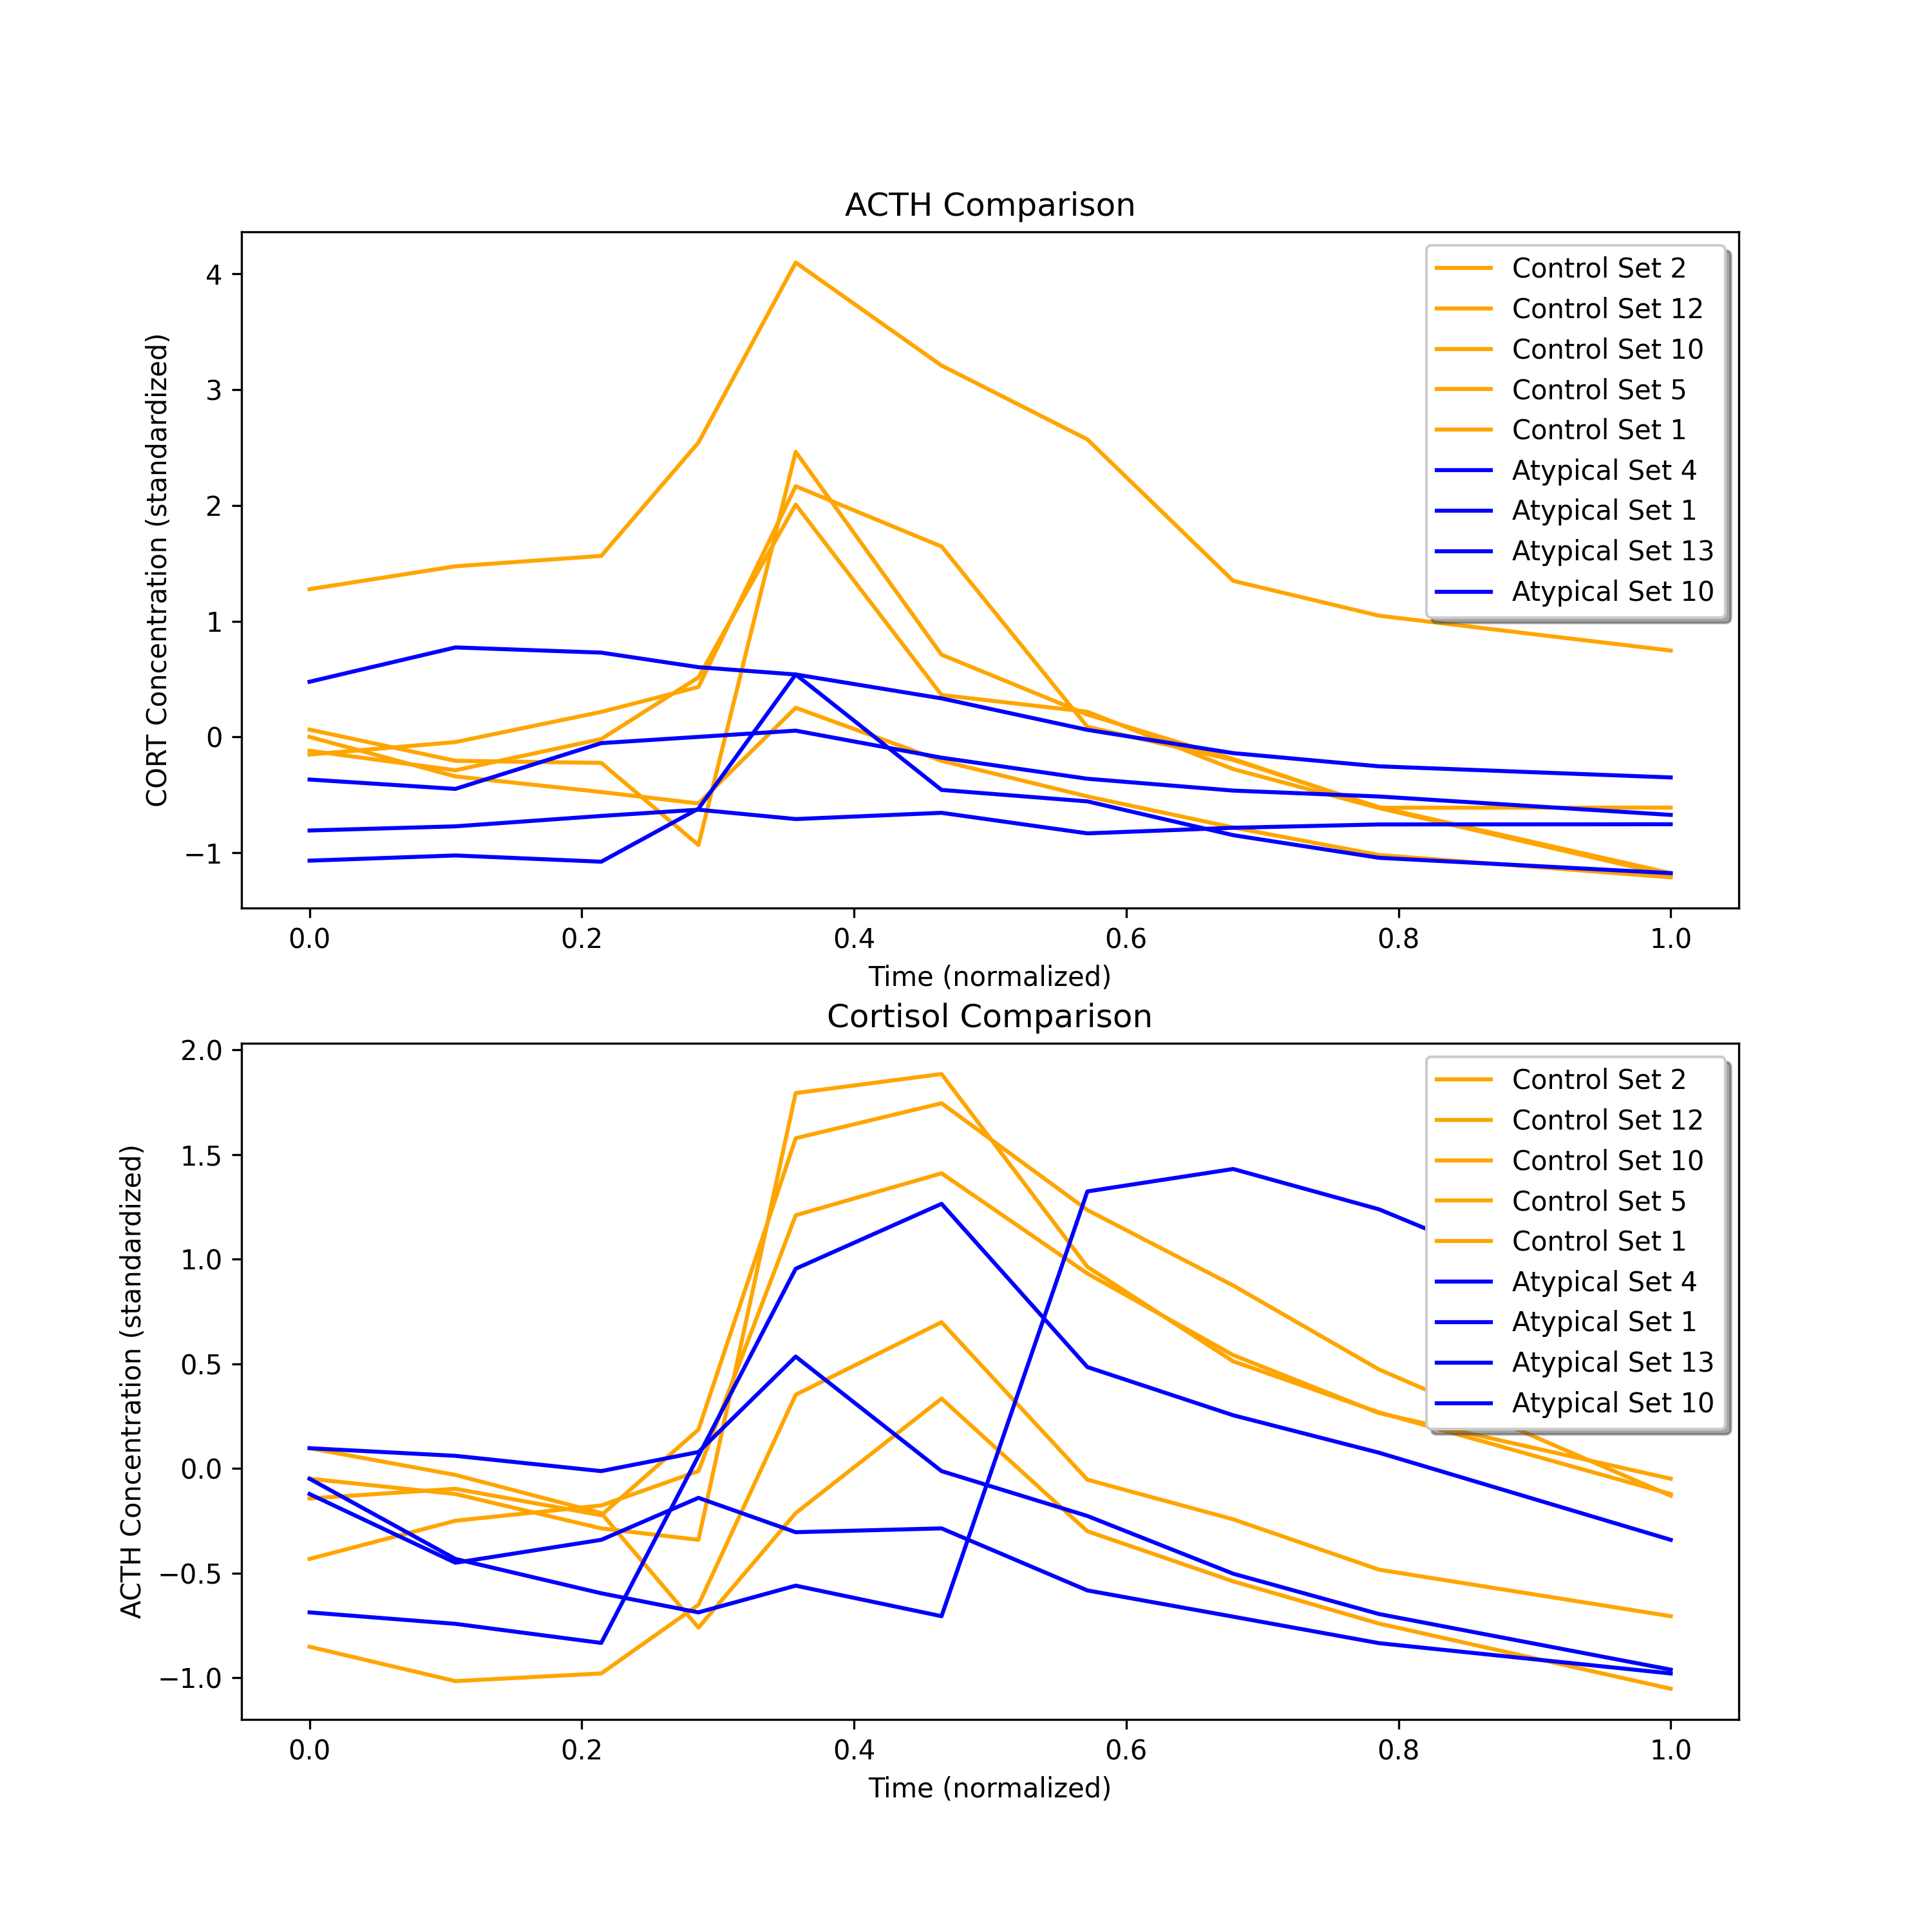 ACTH Comparison
CORT Concentration (standardized)
4
3
2
1
0
−1
Control Set 2
Control Set 12
Control Set 10
Control Set 5
Control Set 1
Atypical Set 4
Atypical Set 1
Atypical Set 13
Atypical Set 10
0.0 0.2 0.4 0.6 0.8 1.0
Time (normalized)
Cortisol Comparison
ACTH Concentration (standardized)
2.0
1.5
1.0
0.5
0.0
−0.5
−1.0
Control Set 2
Control Set 12
Control Set 10
Control Set 5
Control Set 1
Atypical Set 4
Atypical Set 1
Atypical Set 13
Atypical Set 10
0.0 0.2 0.4 0.6 0.8 1.0
Time (normalized)